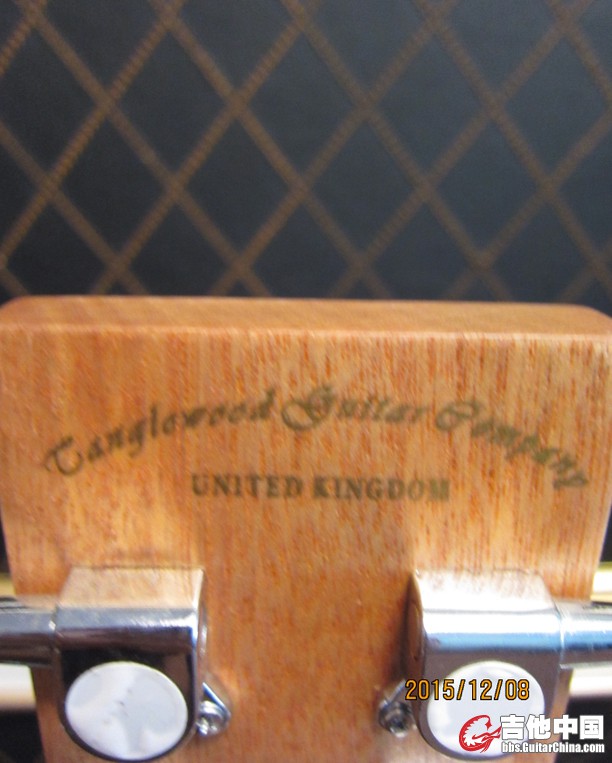 Tanglewood Guitar Company
UNITED KINGDOM
2015/12/08
吉他中国
bbs.GuitarChina.com